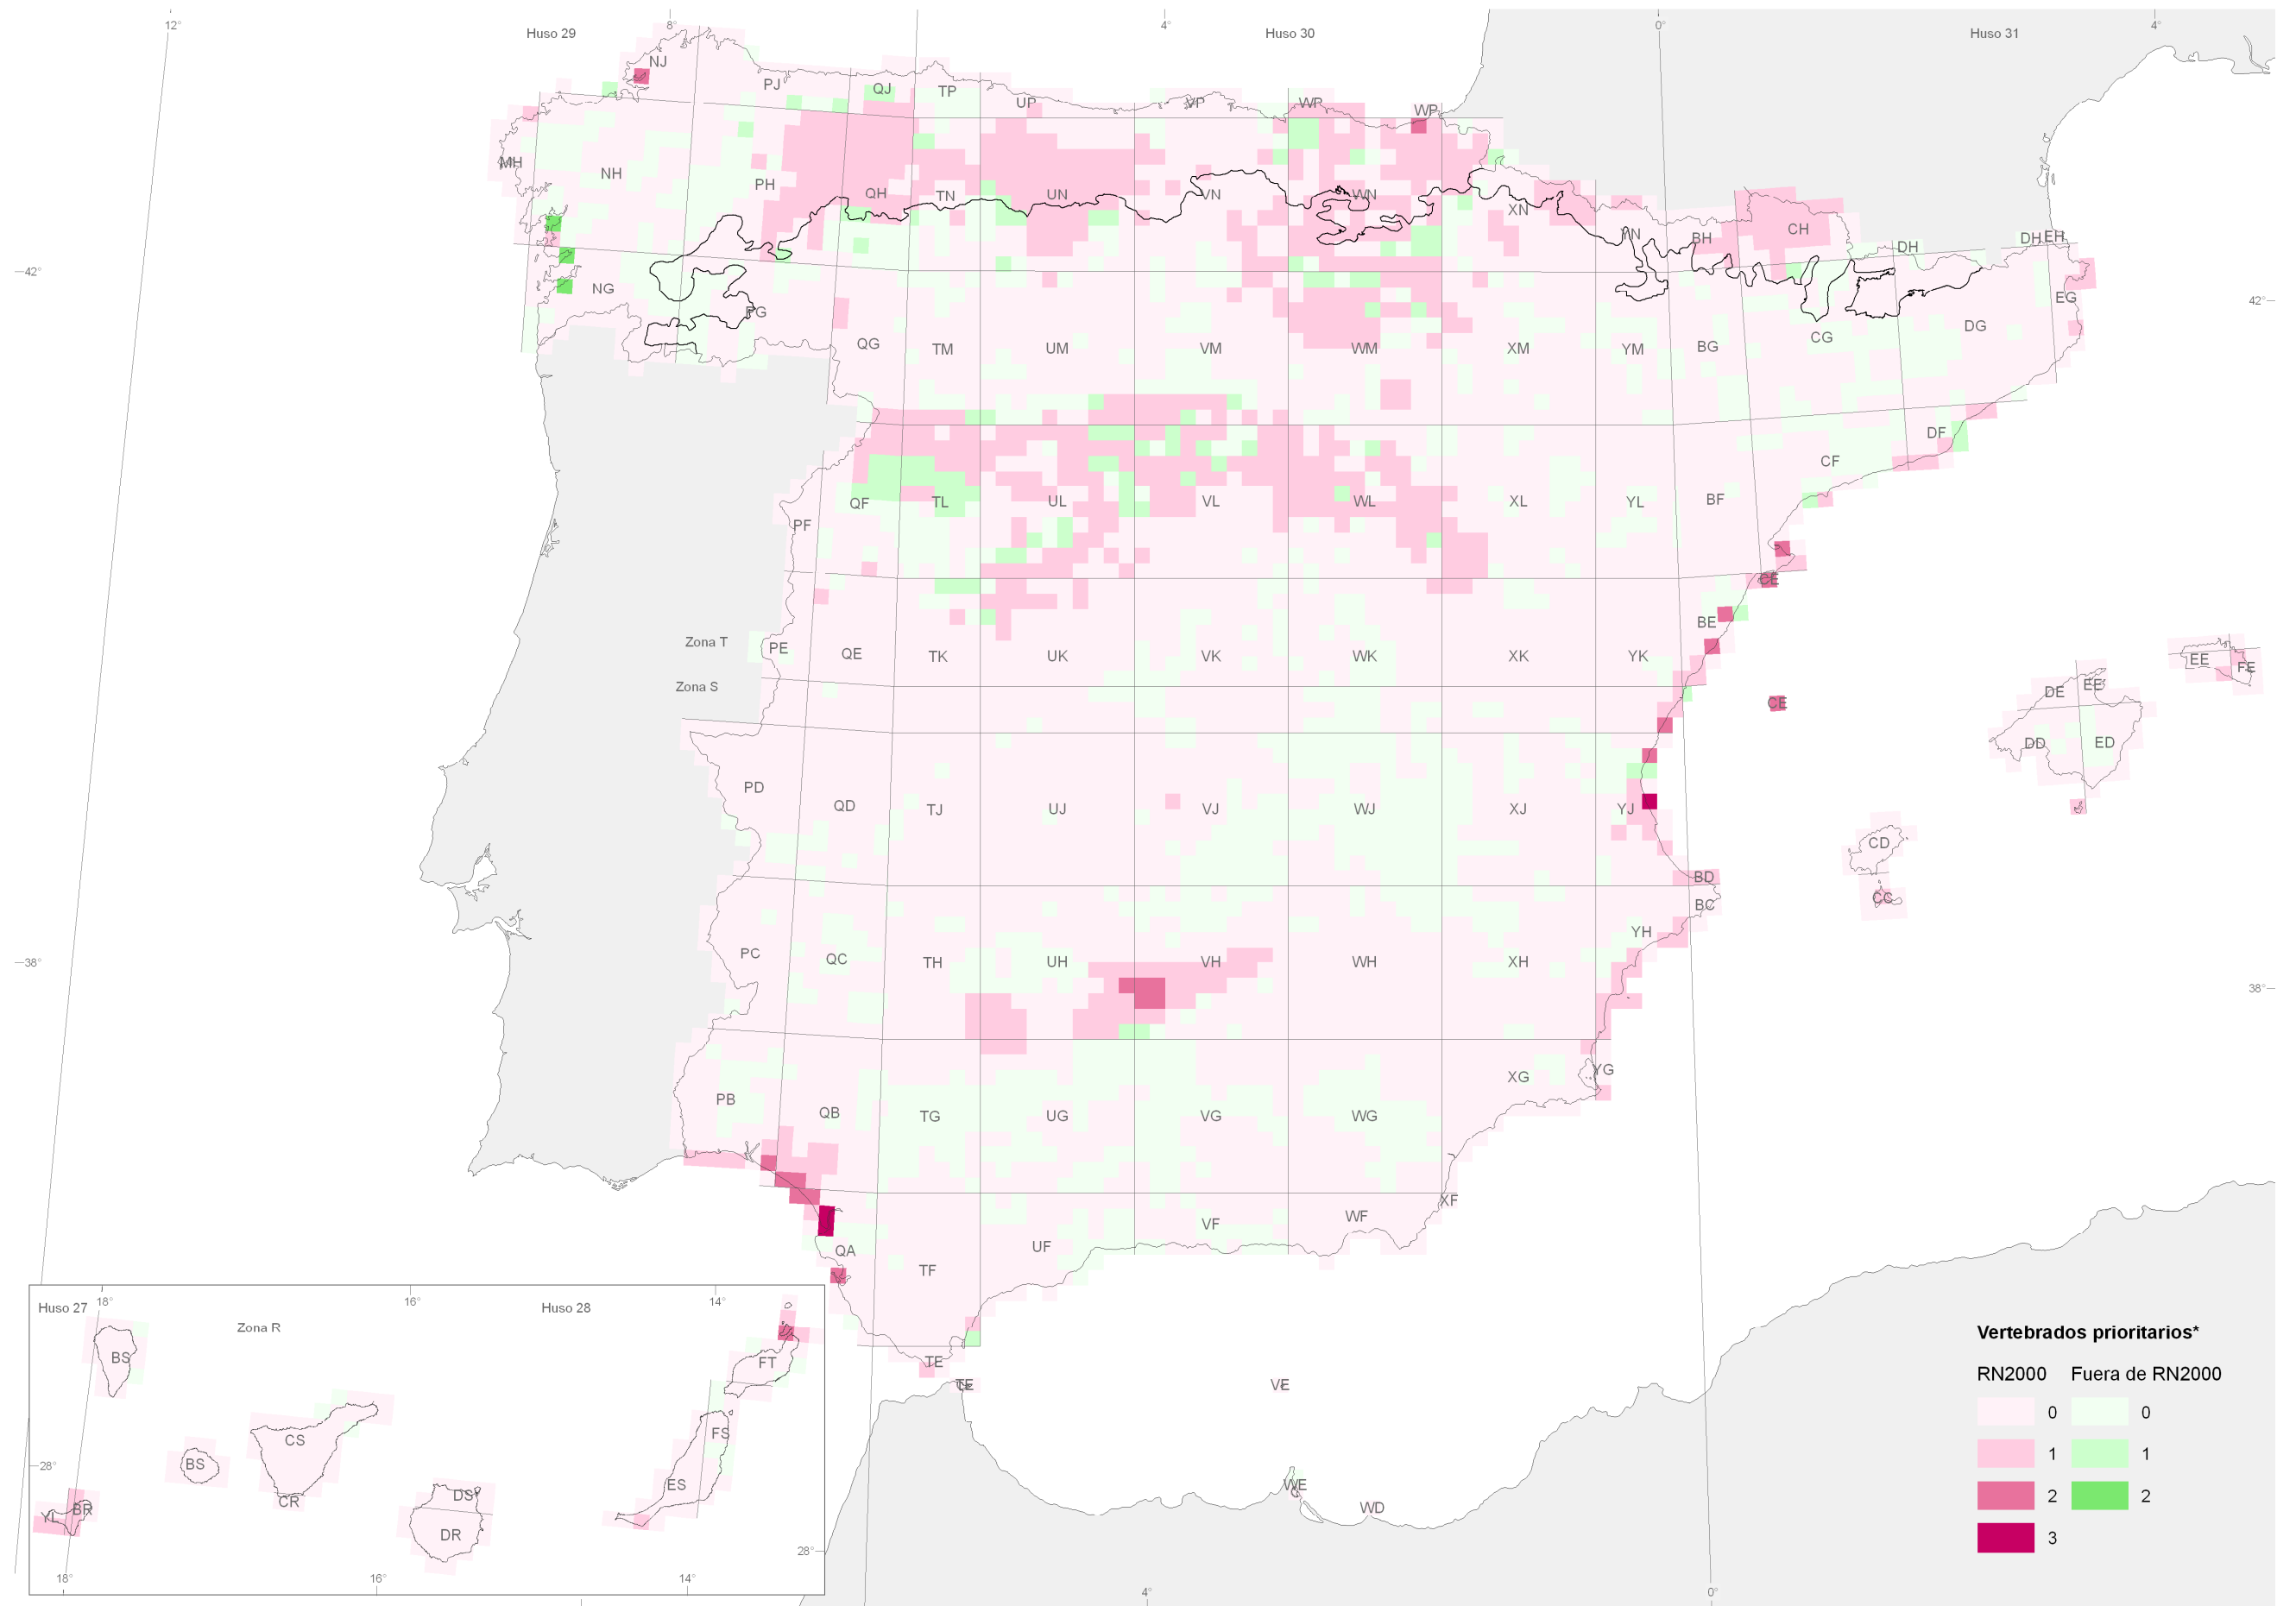 12° 8° 4° 0° 4°
Huso 29 Huso 30 Huso 31
NJ PJ QJ TP UP VP WP WP
MH NH PH QH TN UN VN WN XN YN BH CH DH DH EH
42°
NG PG QG TM UM VM WM XM YM BG CG DG EG
42°
PF QF TL UL VL WL XL YL BF CF DF
CE
Zona T
PE QE TK UK VK WK XK YK BE
Zona S
CE
EE FE
DE EE
DD ED
PD QD TJ UJ VJ WJ XJ YJ
CD
BD
BC CC
38°
PC QC TH UH VH WH XH YH
38°
PB QB TG UG VG WG XG YG
QA TF UF VF WF XF
TE
TE VE
WE WD
Huso 27 18° 16° Huso 28 14°
Zona R
BS FT
CS FS
BS
28°
ES
YL BR CR DS
DR
28°
18° 16° 14°
4° 0°
Vertebrados prioritarios*
RN2000 Fuera de RN2000
0 0
1 1
2 2
3